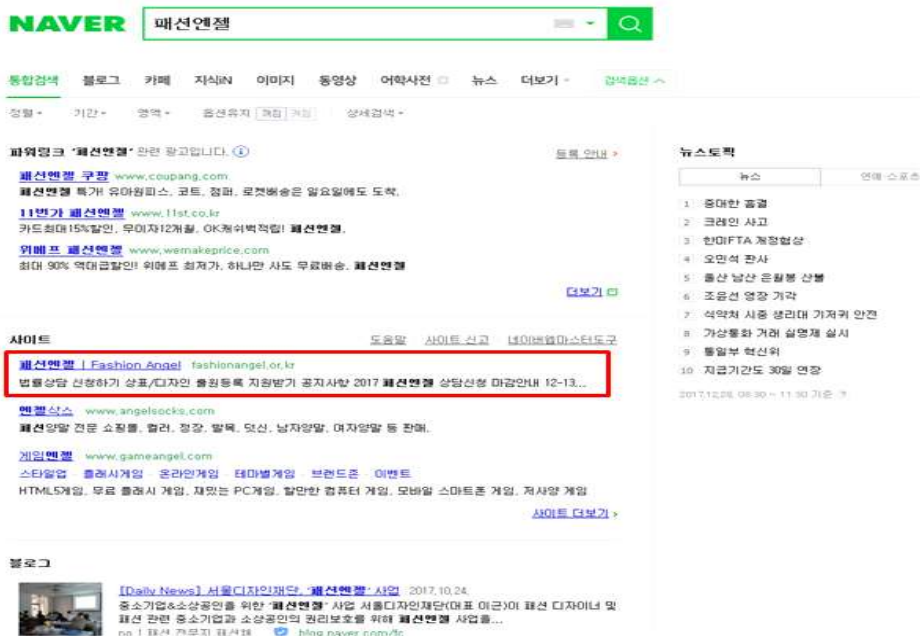 NAVER
패션엔젤
통합검색 블로그 카페 지식iN 이미지 동영상 어학사전 뉴스 더보기 검색옵션
정렬 기간 영역 옵션유지 꺼짐 켜짐 상세검색
파워링크 '패션엔젤' 관련 광고입니다. 등록 안내
패션엔젤 쿠팡 www.coupang.com
패션엔젤 특가! 유아원피스, 코트, 점퍼, 로켓배송은 일요일에도 도착.
11번가 패션엔젤 www.11st.co.kr
카드최대15%할인, 무이자12개월, OK캐쉬백적립! 패션엔젤.
위메프 패션엔젤 www.wemakeprice.com
최대 90% 역대급할인! 위메프 최저가, 하나만 사도 무료배송, 패션엔젤
더보기
사이트 도움말 사이트 신고 네이버웹마스터도구
패션엔젤 | Fashion Angel fashionangel.or.kr
법률상담 신청하기 상표/디자인 출원등록 지원받기 공지사항 2017 패션엔젤 상담신청 마감안내 12-13...
엔젤삭스 www.angelsocks.com
패션양말 전문 쇼핑몰, 컬러, 정장, 발목, 덧신, 남자양말, 여자양말 등 판매.
게임엔젤 www.gameangel.com
스타일업 플래시게임 온라인게임 테마별게임 브랜드존 이벤트
HTML5게임, 무료 플래시 게임, 재밌는 PC게임, 할만한 컴퓨터 게임, 모바일 스마트폰 게임, 저사양 게임
사이트 더보기
블로그
[Daily News] 서울디자인재단, '패션엔젤' 사업 2017.10.24.
중소기업&소상공인을 위한 '패션엔젤' 사업 서울디자인재단(대표 이근)이 패션 디자이너 및
패션 관련 중소기업과 소상공인의 권리보호를 위해 패션엔젤 사업을...
blog.naver.com/fc
뉴스토픽
뉴스 연예·스포츠
1 중대한 흠결
2 크레인 사고
3 한미FTA 개정협상
4 오민석 판사
5 울산 남산 은월봉 산불
6 조윤선 영장 기각
7 식약처 시중 생리대 기저귀 안전
8 가상통화 거래 실명제 실시
9 통일부 혁신위
10 지급기간도 30일 연장
2017.12.28. 08:30 ~ 11:30 기준 ?